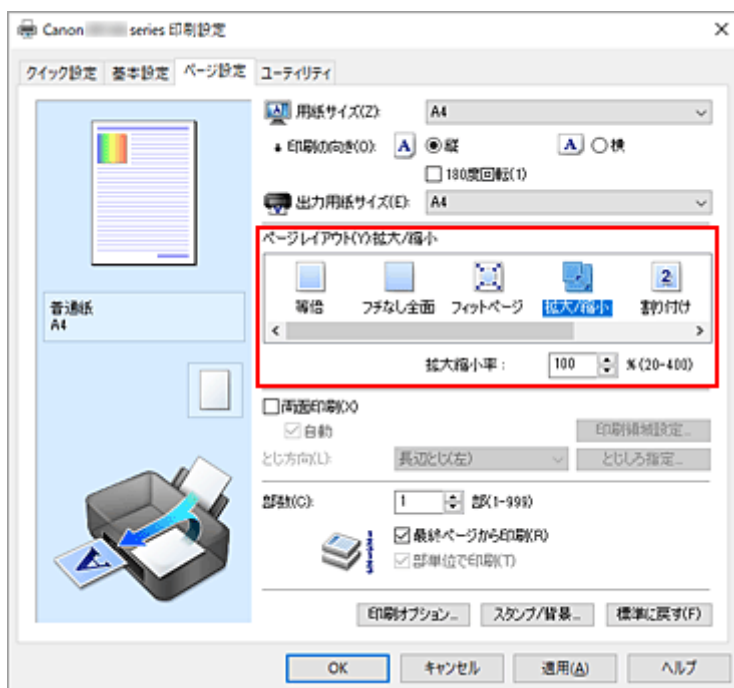 Canon series 印刷設定
クイック設定 基本設定 ページ設定 ユーティリティ
用紙サイズ(Z): A4
印刷の向き(O): A 縦 A 横
180度回転(1)
出力用紙サイズ(E): A4
ページレイアウト(Y):拡大/縮小
等倍 フチなし全面 フィットページ 拡大/縮小 2 割り付け
拡大縮小率: 100 %(20-400)
普通紙
A4
両面印刷(X)
自動 印刷領域設定...
とじ方向(L): 長辺とじ(左) とじしろ指定...
部数(C): 1 部(1-999)
最終ページから印刷(R)
部単位で印刷(T)
印刷オプション... スタンプ/背景... 標準に戻す(F)
OK キャンセル 適用(A) ヘルプ